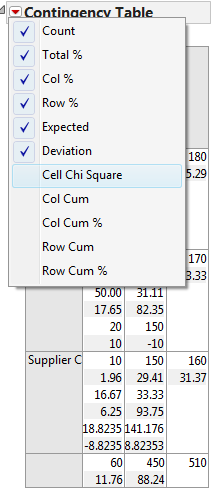 Contingency Table
Count
Total %
Col %
Row %
Expected
Deviation
180
Cell Chi Square
5.29
Col Cum
Col Cum %
Row Cum
170
Row Cum %
3.33
50.00 31.11
17.65 82.35
20 150
10 -10
Supplier C 10 150 160
1.96 29.41 31.37
16.67 33.33
6.25 93.75
18.8235 141.176
-8.8235 8.82353
60 450 510
11.76 88.24